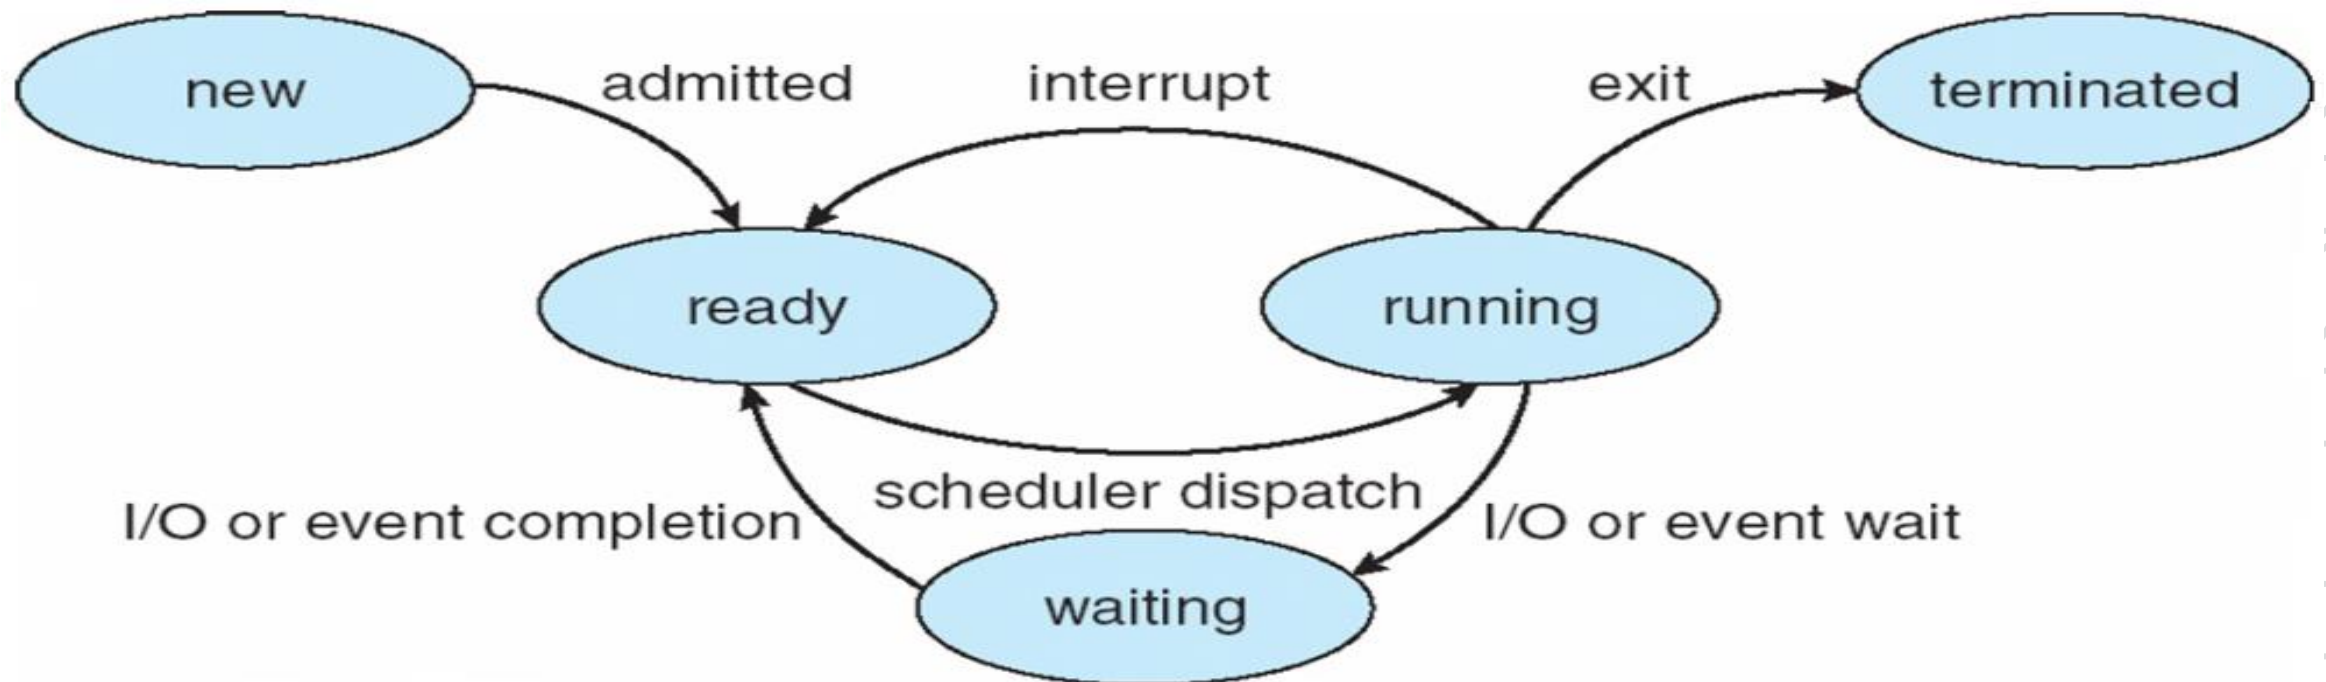 new
admitted
interrupt
exit
terminated
ready
running
scheduler dispatch
I/O or event completion
I/O or event wait
waiting